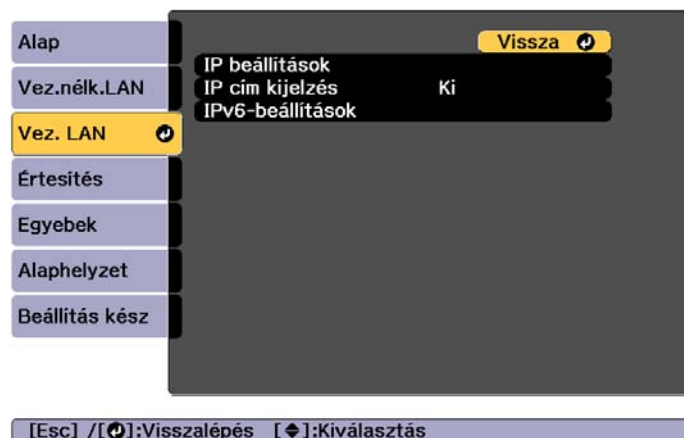 Alap
Vez.nélk.LAN
Vez. LAN
Értesítés
Egyebek
Alaphelyzet
Beállítás kész
Vissza
IP beállítások
IP cím kijelzés Ki
IPv6-beállítások
[Esc] /[]:Visszalépés []:Kiválasztás